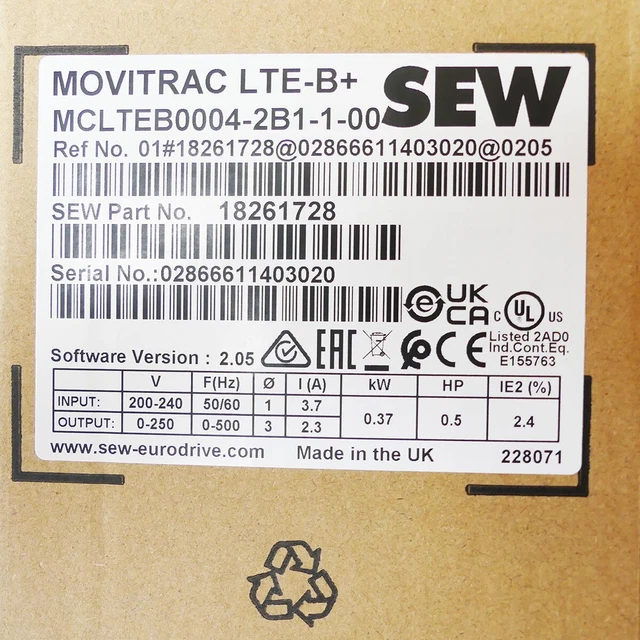 MOVITRAC LTE-B+
SEW
MCLTEB0004-2B1-1-00
Ref No. 01#18261728@02866611403020@0205
SEW Part No. 18261728
Serial No.:02866611403020
UK
CA
C UL US
Listed 2AD0
Ind.Cont.Eq.
E155763
Software Version : 2.05
EAC
CE
V F(Hz) Ø I (A) kW HP IE2 (%)
INPUT: 200-240 50/60 1 3.7
0.37 0.5 2.4
OUTPUT: 0-250 0-500 3 2.3
www.sew-eurodrive.com Made in the UK 228071